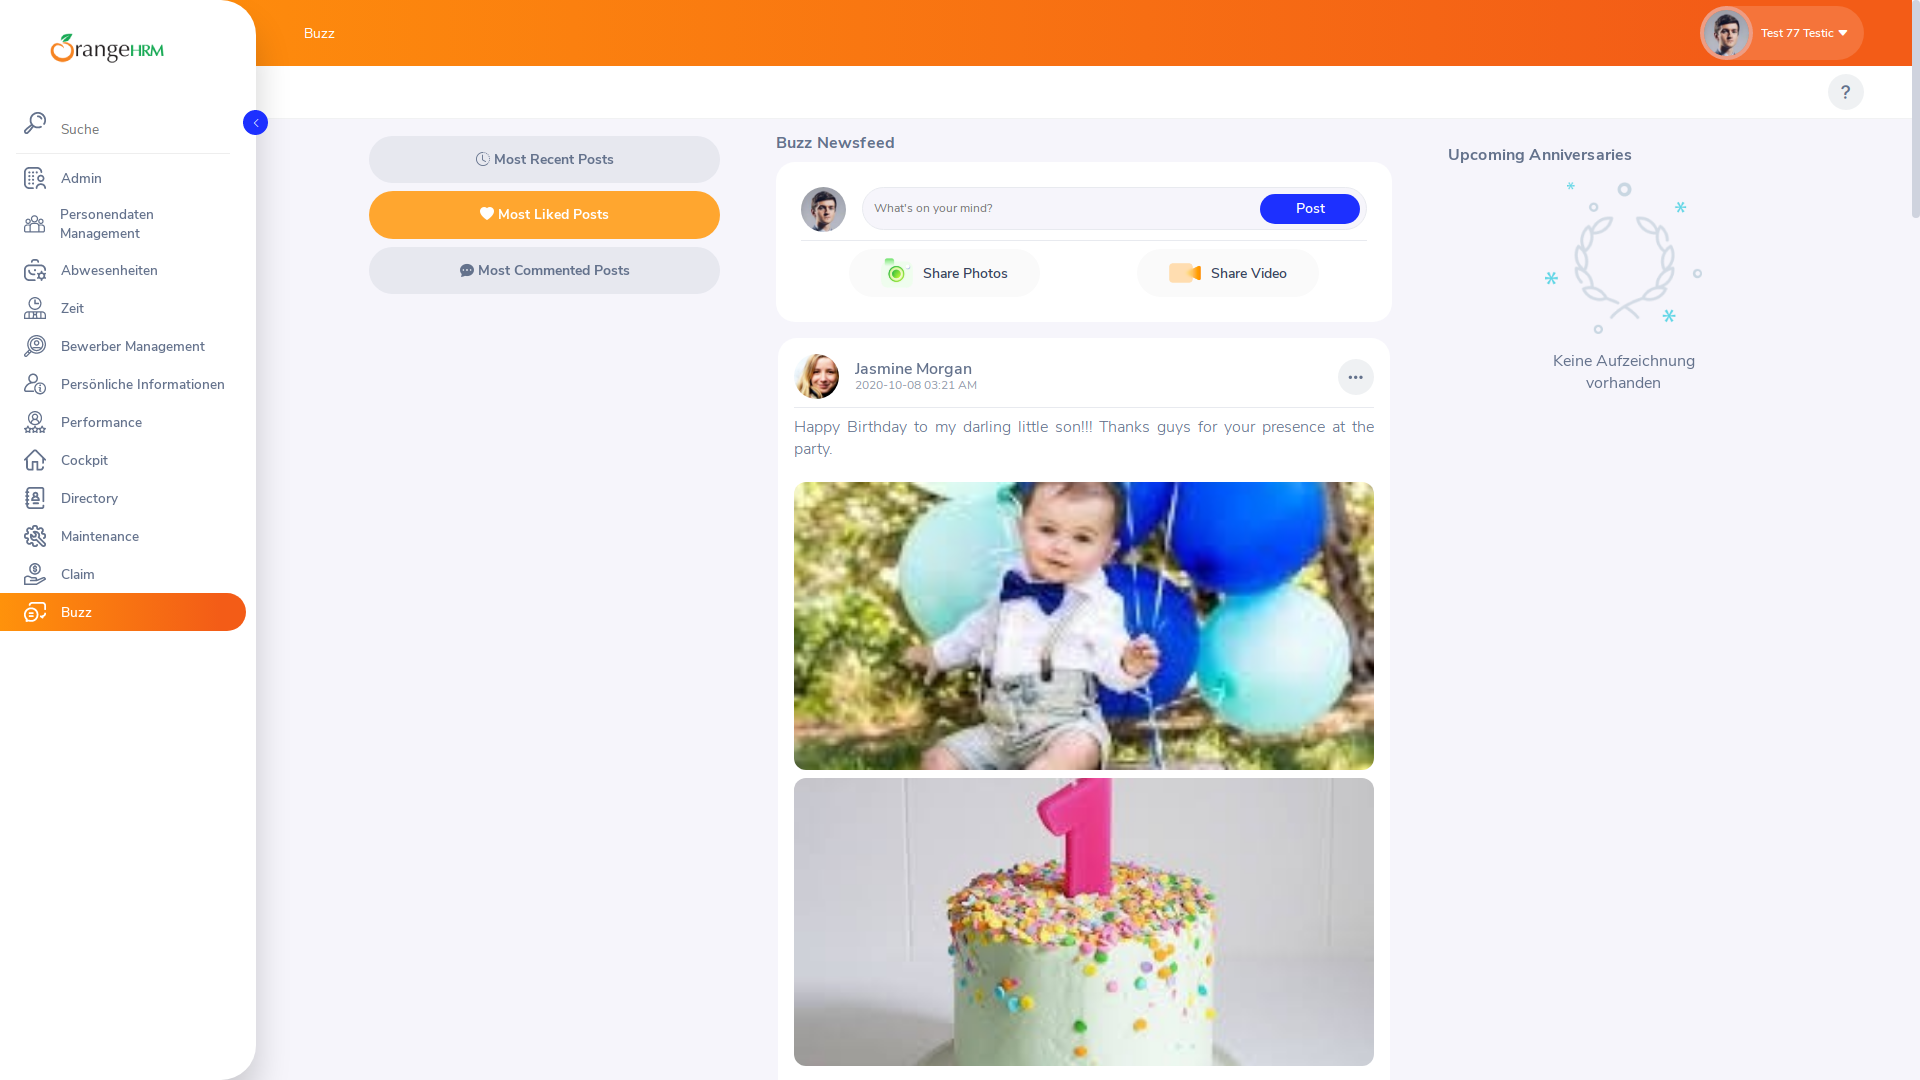 OrangeHRM
Suche
Admin
Personendaten
Management
Abwesenheiten
Zeit
Bewerber Management
Persönliche Informationen
Performance
Cockpit
Directory
Maintenance
Claim
Buzz
Buzz
Test 77 Testic
?
Most Recent Posts
Most Liked Posts
Most Commented Posts
Buzz Newsfeed
What's on your mind?
Post
Share Photos
Share Video
Jasmine Morgan
2020-10-08 03:21 AM
Happy Birthday to my darling little son!!! Thanks guys for your presence at the
party.
1
Upcoming Anniversaries
Keine Aufzeichnung
vorhanden